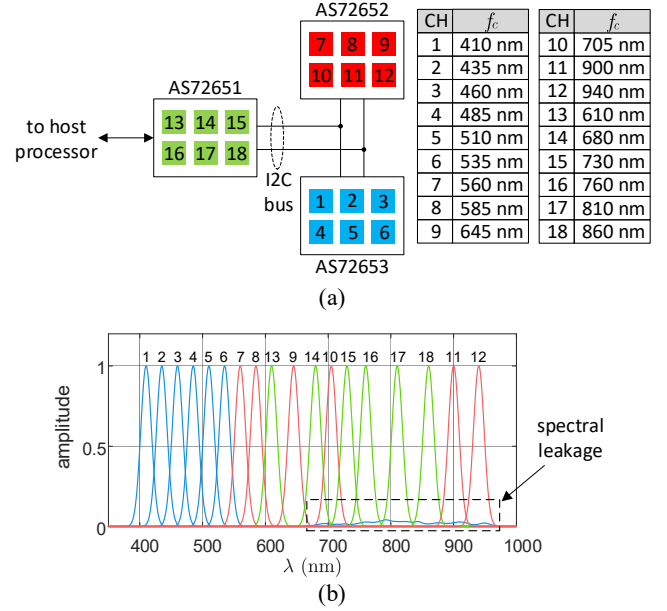 AS72652
7 8 9
10 11 12
AS72651
13 14 15
16 17 18
to host
processor
I2C
bus
1 2 3
4 5 6
AS72653
CH f_c
1 410 nm
2 435 nm
3 460 nm
4 485 nm
5 510 nm
6 535 nm
7 560 nm
8 585 nm
9 645 nm
CH f_c
10 705 nm
11 900 nm
12 940 nm
13 610 nm
14 680 nm
15 730 nm
16 760 nm
17 810 nm
18 860 nm
(a)
1 2 3 4 5 6 7 8 13 9 14 10 15 16 17 18 11 12
1
0.5
0
amplitude
spectral
leakage
400 500 600 700 800 900 1000
λ (nm)
(b)